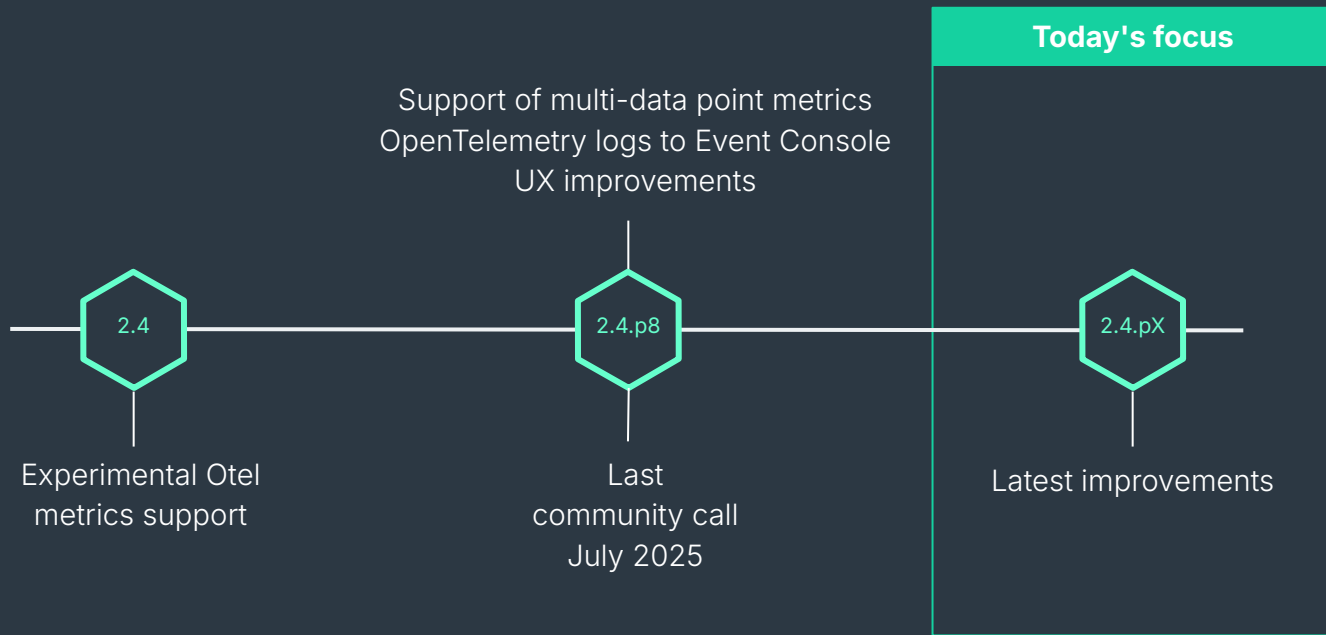 Today's focus
Support of multi-data point metrics
OpenTelemetry logs to Event Console
UX improvements
2.4
2.4.p8
2.4.pX
Experimental Otel
metrics support
Last
community call
July 2025
Latest improvements